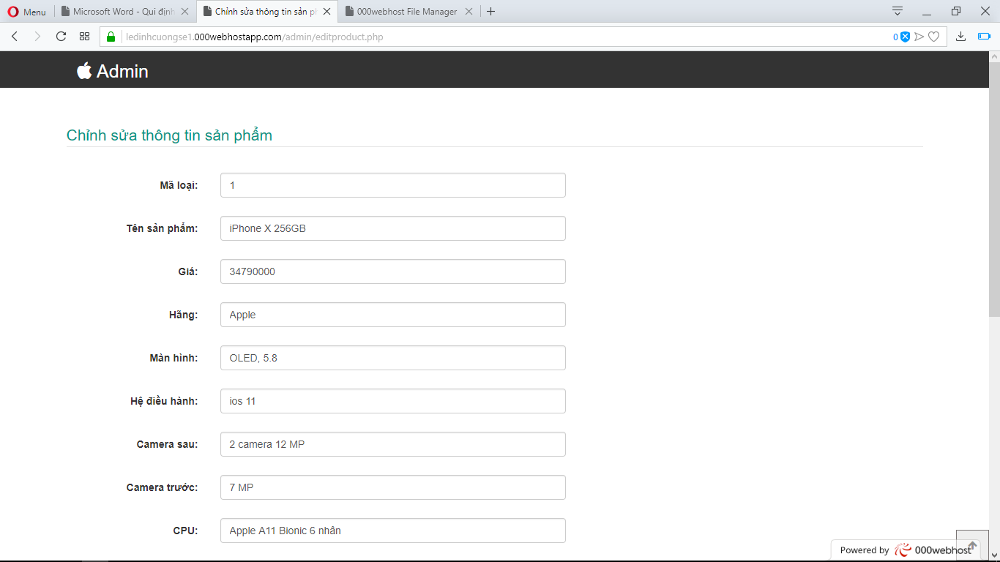 Menu
Microsoft Word - Qui định
Chỉnh sửa thông tin sản ph
000webhost File Manager
ledinhcuongse1.000webhostapp.com/admin/editproduct.php
0
Admin
Chỉnh sửa thông tin sản phẩm
Mã loại: 1
Tên sản phẩm: iPhone X 256GB
Giá: 34790000
Hãng: Apple
Màn hình: OLED, 5.8
Hệ điều hành: ios 11
Camera sau: 2 camera 12 MP
Camera trước: 7 MP
CPU: Apple A11 Bionic 6 nhân
Powered by 000webhost